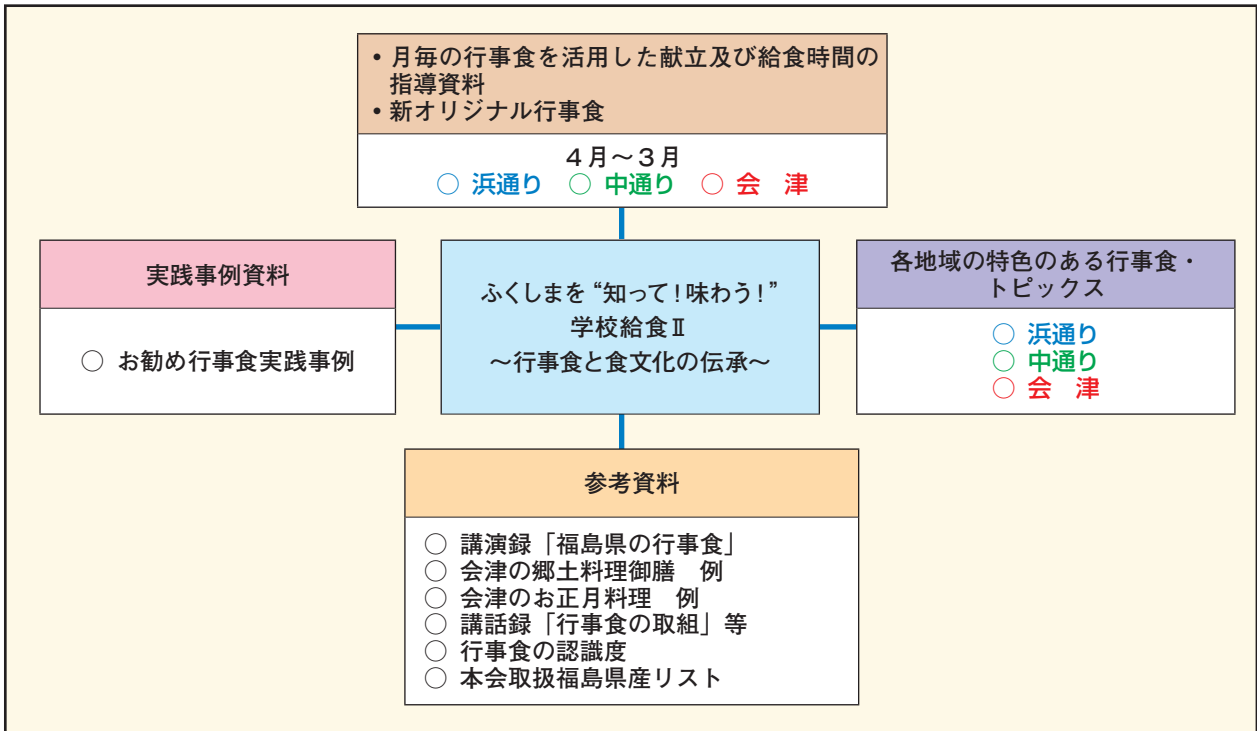 ・月毎の行事食を活用した献立及び給食時間の
指導資料
・新オリジナル行事食
４月～３月
○ 浜通り　○ 中通り　○ 会　津
実践事例資料
○ お勧め行事食実践事例
ふくしまを “知って！味わう！”
学校給食Ⅱ
～行事食と食文化の伝承～
各地域の特色のある行事食・
トピックス
○ 浜通り
○ 中通り
○ 会　津
参考資料
○ 講演録「福島県の行事食」
○ 会津の郷土料理御膳　例
○ 会津のお正月料理　例
○ 講話録「行事食の取組」等
○ 行事食の認識度
○ 本会取扱福島県産リスト